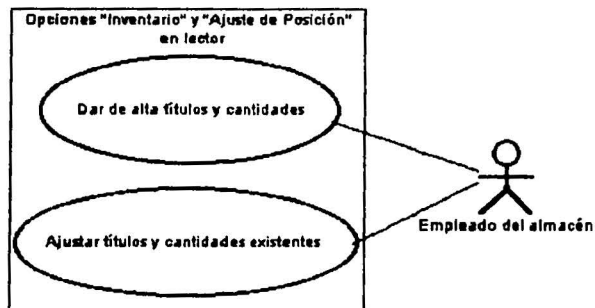 Opciones "Inventario" y "Ajuste de Posición"
en lector
Dar de alta títulos y cantidades
Empleado del almacén
Ajustar títulos y cantidades existentes